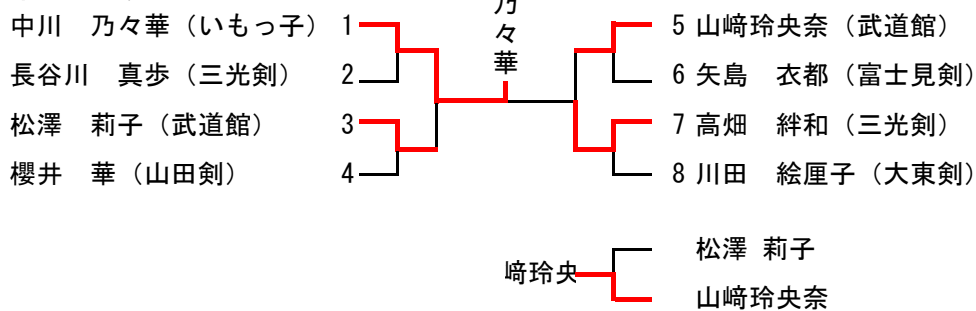 中川　乃々華（いもっ子） 1
長谷川　真歩（三光剣） 2
松澤　莉子（武道館） 3
櫻井　華（山田剣） 4
乃々華
5 山﨑玲央奈（武道館）
6 矢島　衣都（富士見剣）
7 高畑　絆和（三光剣）
8 川田　絵厘子（大東剣）
﨑玲央
松澤 莉子
山﨑玲央奈